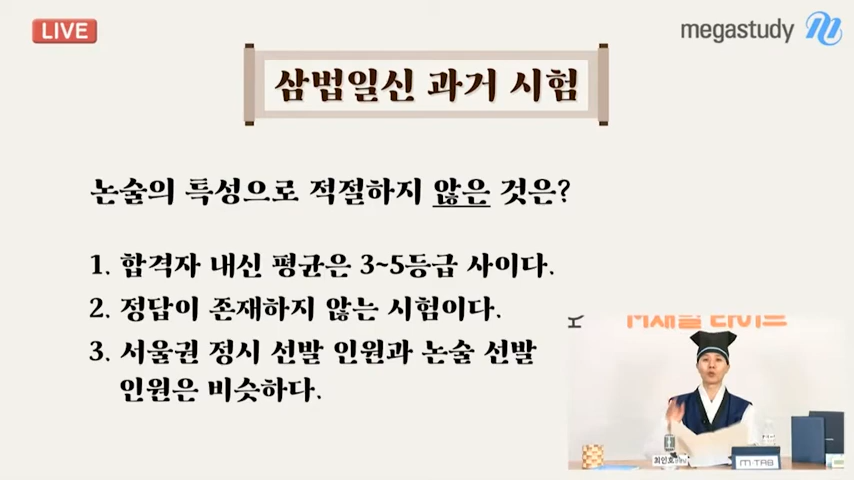 LIVE
megastudy
삼법일신 과거 시험
논술의 특성으로 적절하지 않은 것은?
1. 합격자 내신 평균은 3~5등급 사이다.
2. 정답이 존재하지 않는 시험이다.
3. 서울권 정시 선발 인원과 논술 선발
인원은 비슷하다.
최인호
m-TAB